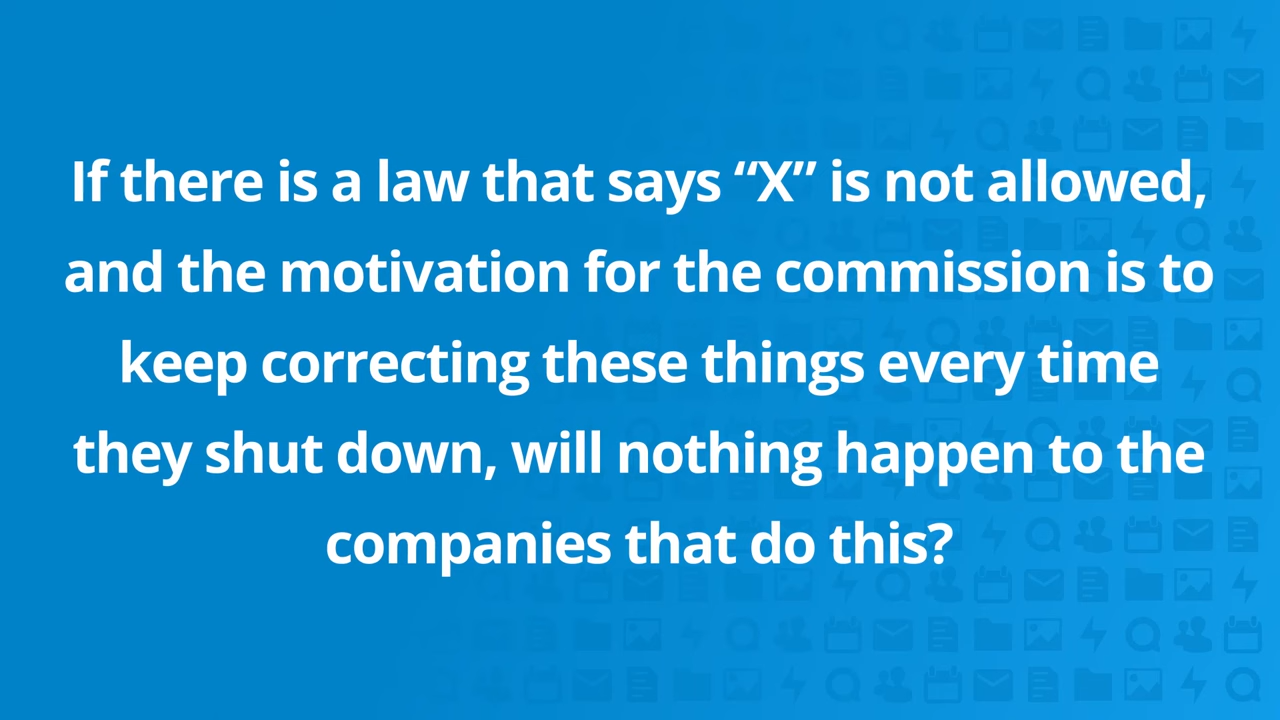 If there is a law that says “X” is not allowed,
and the motivation for the commission is to
keep correcting these things every time
they shut down, will nothing happen to the
companies that do this?